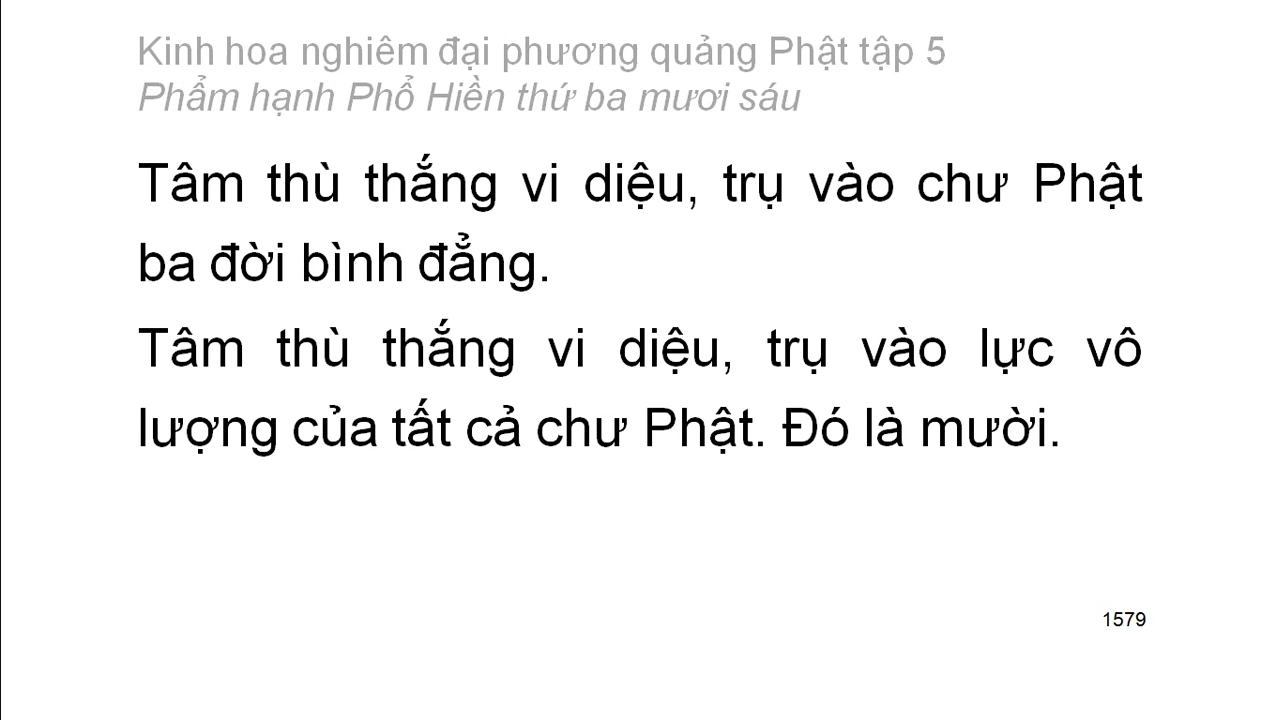 Kinh hoa nghiêm đại phương quảng Phật tập 5
Phẩm hạnh Phổ Hiền thứ ba mươi sáu
Tâm thù thắng vi diệu, trụ vào chư Phật
ba đời bình đẳng.
Tâm thù thắng vi diệu, trụ vào lực vô
lượng của tất cả chư Phật. Đó là mười.
1579